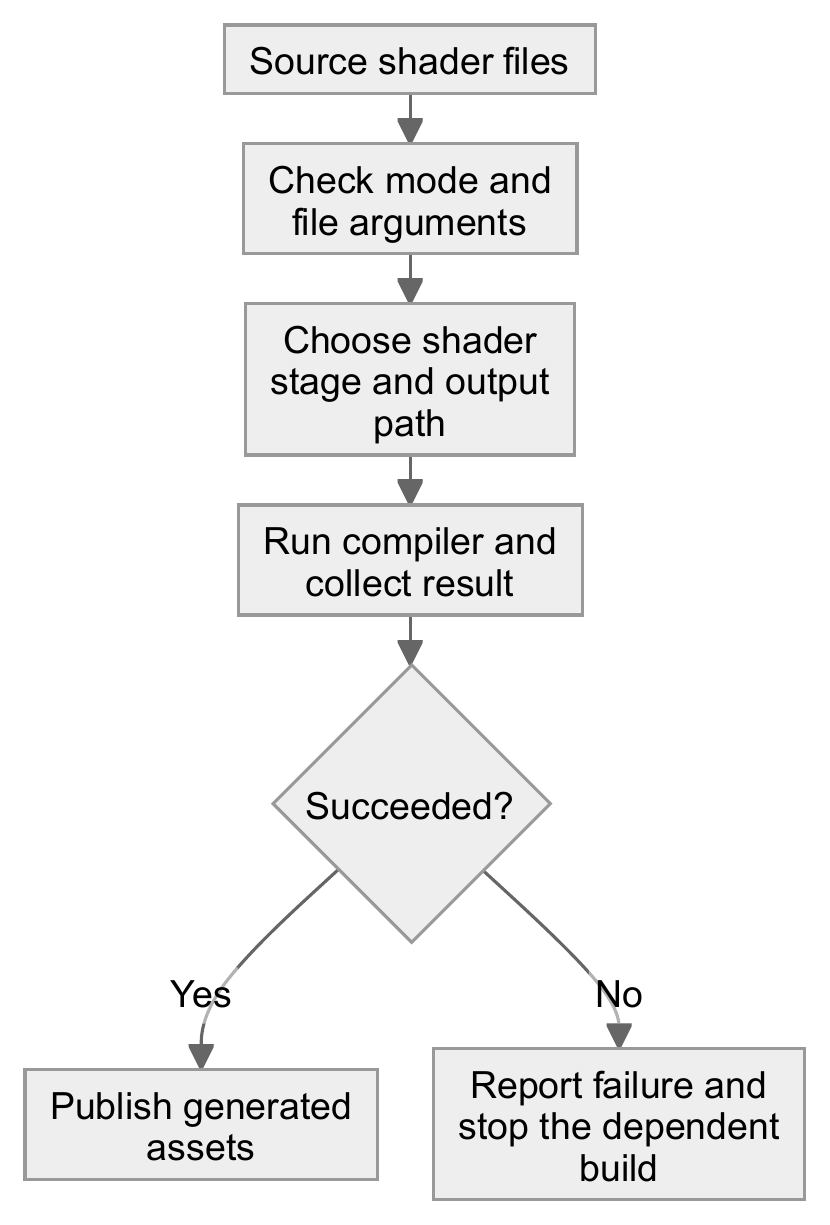 Source shader files
Check mode and
file arguments
Choose shader
stage and output
path
Run compiler and
collect result
Succeeded?
Yes
No
Publish generated
assets
Report failure and
stop the dependent
build